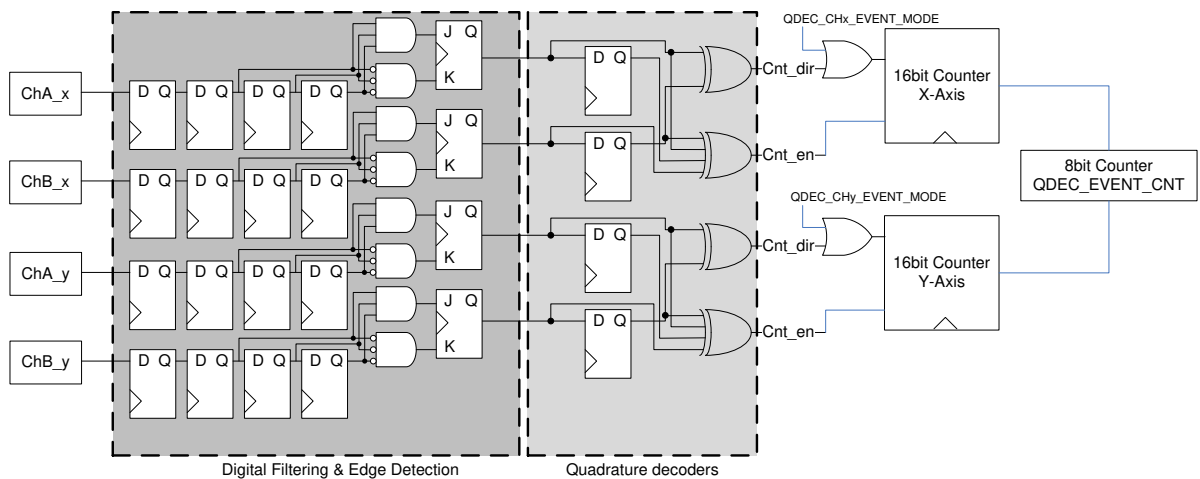 QDEC_CHx_EVENT_MODE
J Q
K
ChA_x
D Q D Q D Q D Q
D Q
Cnt_dir
16bit Counter
X-Axis
J Q
K
ChB_x
D Q D Q D Q D Q
D Q
Cnt_en
8bit Counter
QDEC_EVENT_CNT
QDEC_CHy_EVENT_MODE
J Q
K
ChA_y
D Q D Q D Q D Q
D Q
Cnt_dir
16bit Counter
Y-Axis
J Q
K
ChB_y
D Q D Q D Q D Q
D Q
Cnt_en
Digital Filtering & Edge Detection
Quadrature decoders